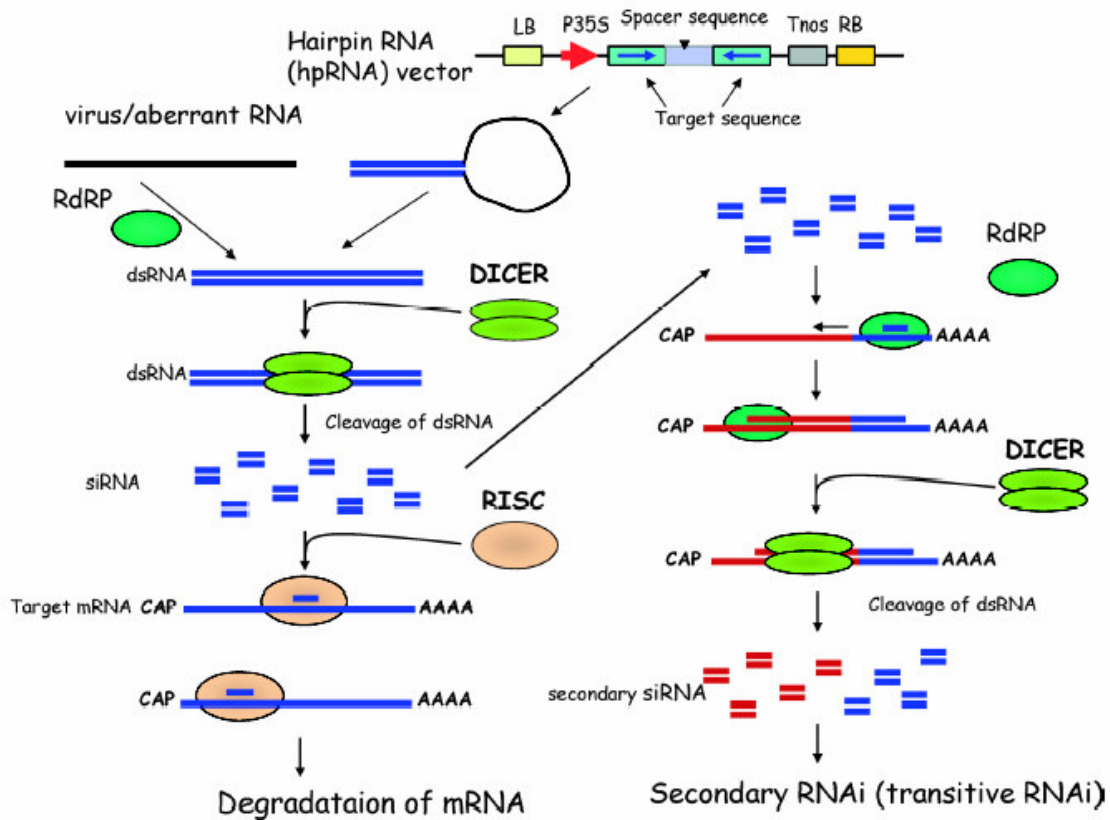 LB
P35S
Spacer sequence
Tnos
RB
Hairpin RNA
(hpRNA) vector
Target sequence
virus/aberrant RNA
RdRP
dsRNA
DICER
dsRNA
Cleavage of dsRNA
siRNA
RISC
Target mRNA CAP
AAAA
CAP
AAAA
Degradataion of mRNA
RdRP
CAP
AAAA
CAP
AAAA
DICER
CAP
AAAA
Cleavage of dsRNA
secondary siRNA
Secondary RNAi (transitive RNAi)